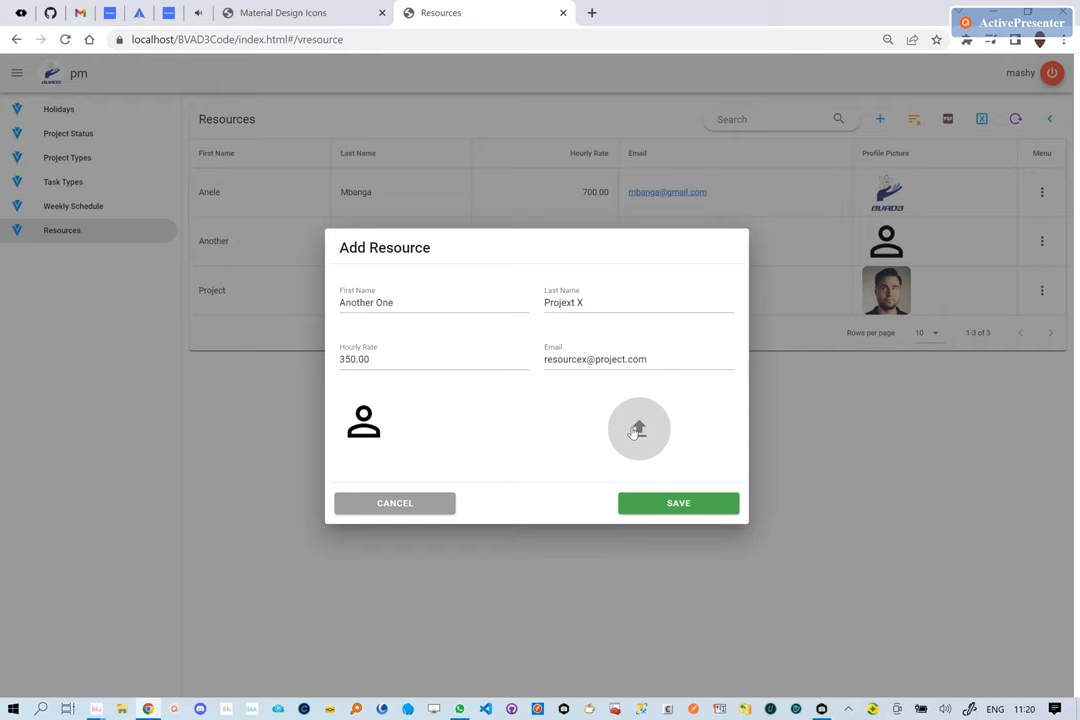 Material Design Icons
Resources
ActivePresenter
localhost/BVAD3Code/index.html#/vresource
pm
mashy
Holidays
Project Status
Project Types
Task Types
Weekly Schedule
Resources
Resources
Search
First Name
Last Name
Hourly Rate
Email
Profile Picture
Menu
Anele
Mbanga
700.00
mbanga@gmail.com
BVAD3
Another
Project
Rows per page
10
1-3 of 3
Add Resource
First Name
Another One
Last Name
Projext X
Hourly Rate
350.00
Email
resourcex@project.com
CANCEL
SAVE
ENG
11:20